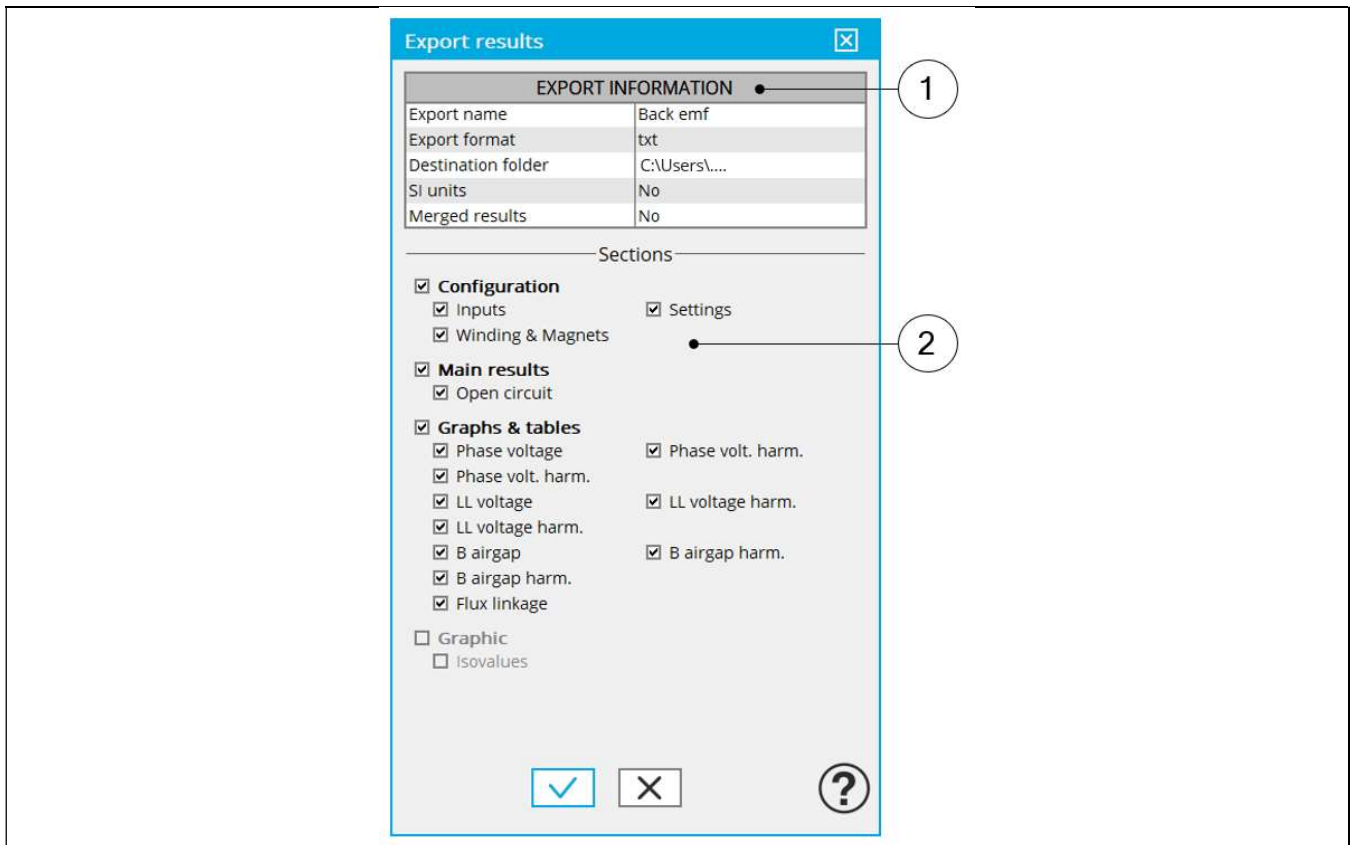 Export results
EXPORT INFORMATION
1
Export name Back emf
Export format txt
Destination folder C:\Users\....
SI units No
Merged results No
Sections
Configuration
Inputs Settings
Winding & Magnets
2
Main results
Open circuit
Graphs & tables
Phase voltage Phase volt. harm.
Phase volt. harm.
LL voltage LL voltage harm.
LL voltage harm.
B airgap B airgap harm.
B airgap harm.
Flux linkage
Graphic
Isovalues
?